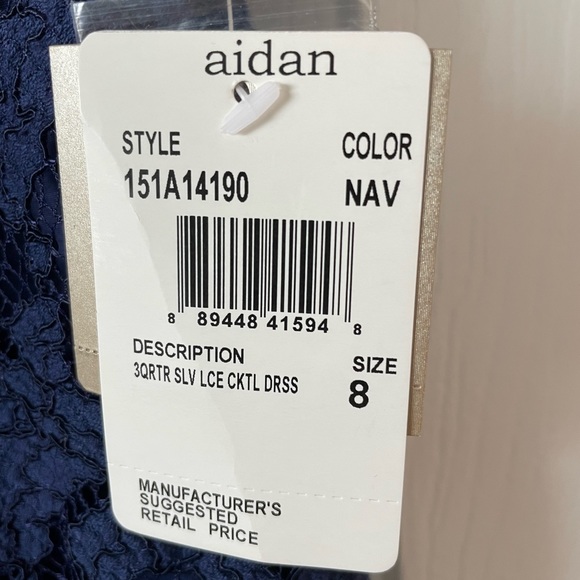 aidan
STYLE COLOR
151A14190 NAV
8 89448 41594 8
DESCRIPTION SIZE
3QRTR SLV LCE CKTL DRSS 8
MANUFACTURER'S
SUGGESTED
RETAIL PRICE